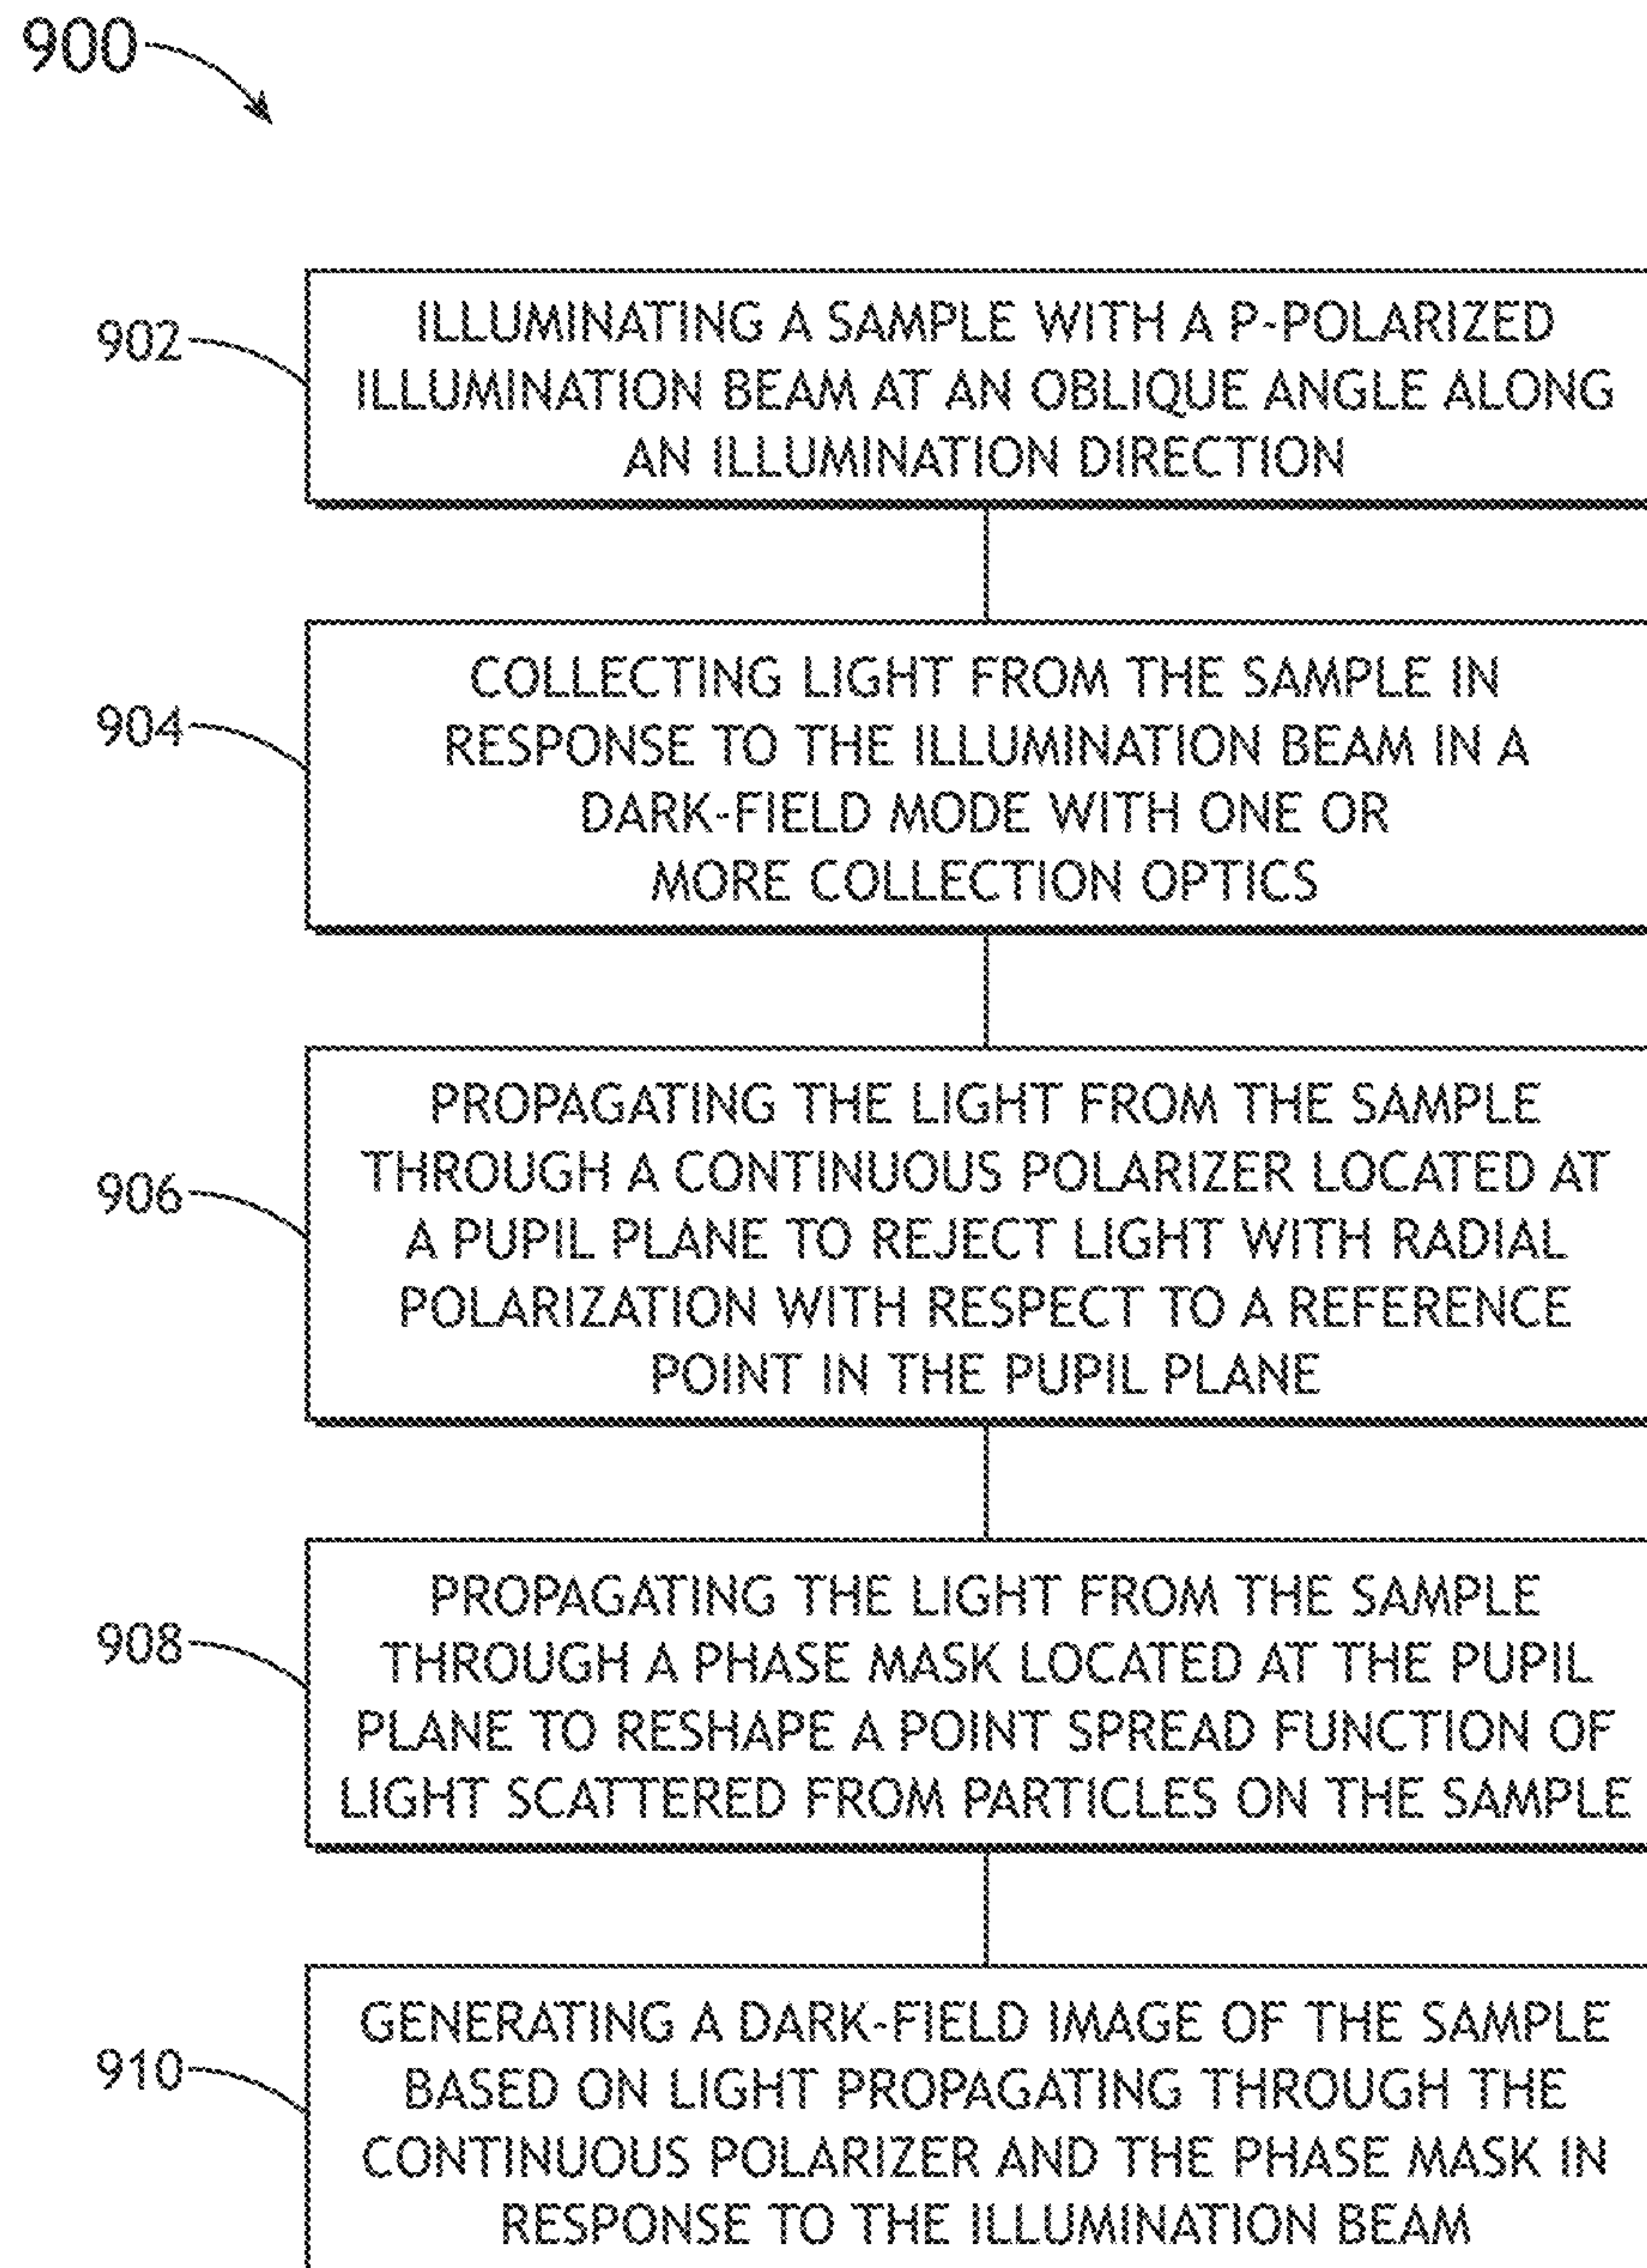 900
902
ILLUMINATING A SAMPLE WITH A P-POLARIZED
ILLUMINATION BEAM AT AN OBLIQUE ANGLE ALONG
AN ILLUMINATION DIRECTION
904
COLLECTING LIGHT FROM THE SAMPLE IN
RESPONSE TO THE ILLUMINATION BEAM IN A
DARK-FIELD MODE WITH ONE OR
MORE COLLECTION OPTICS
906
PROPAGATING THE LIGHT FROM THE SAMPLE
THROUGH A CONTINUOUS POLARIZER LOCATED AT
A PUPIL PLANE TO REJECT LIGHT WITH RADIAL
POLARIZATION WITH RESPECT TO A REFERENCE
POINT IN THE PUPIL PLANE
908
PROPAGATING THE LIGHT FROM THE SAMPLE
THROUGH A PHASE MASK LOCATED AT THE PUPIL
PLANE TO RESHAPE A POINT SPREAD FUNCTION OF
LIGHT SCATTERED FROM PARTICLES ON THE SAMPLE
910
GENERATING A DARK-FIELD IMAGE OF THE SAMPLE
BASED ON LIGHT PROPAGATING THROUGH THE
CONTINUOUS POLARIZER AND THE PHASE MASK IN
RESPONSE TO THE ILLUMINATION BEAM